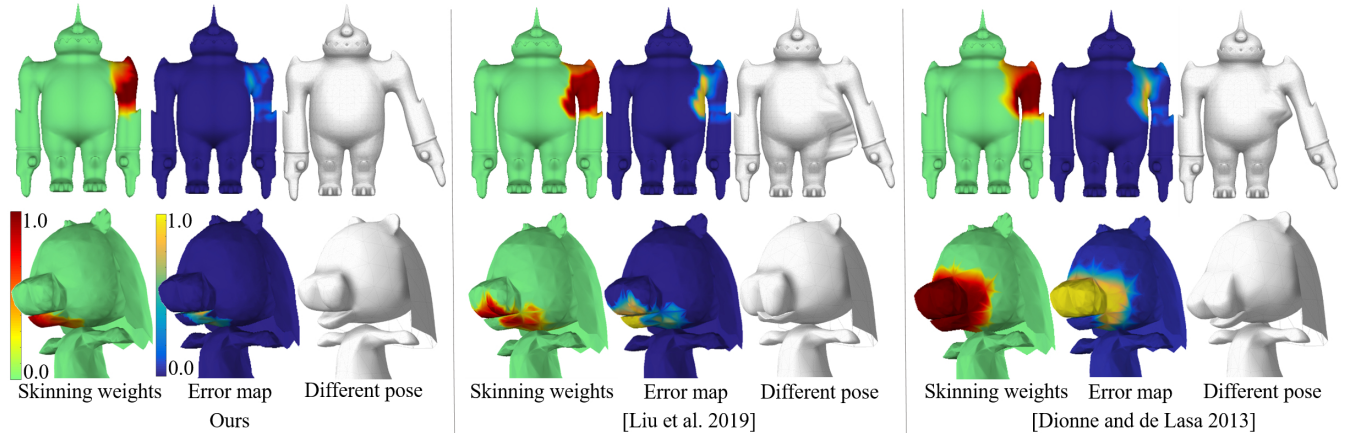 1.0
1.0
0.0
0.0
Skinning weights Error map Different pose
Ours
Skinning weights Error map Different pose
[Liu et al. 2019]
Skinning weights Error map Different pose
[Dionne and de Lasa 2013]